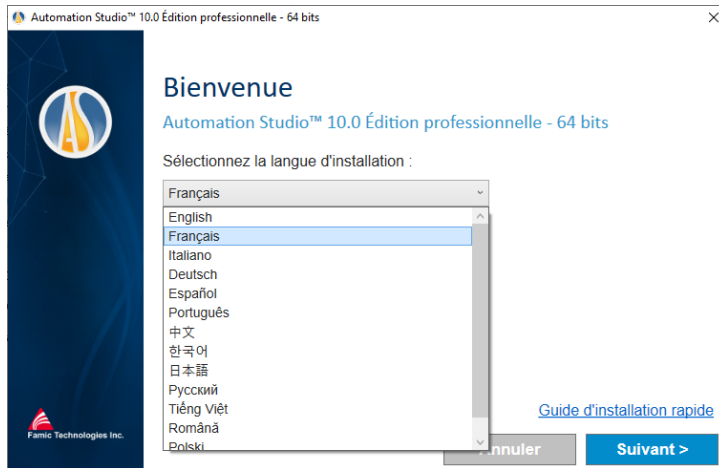 Automation Studio™ 10.0 Édition professionnelle - 64 bits
Bienvenue
Automation Studio™ 10.0 Édition professionnelle - 64 bits
Sélectionnez la langue d'installation :
Français
English
Français
Italiano
Deutsch
Español
Português
中文
한국어
日本語
Русский
Tiếng Việt
Română
Polski
Guide d'installation rapide
Famic Technologies Inc.
Annuler
Suivant >